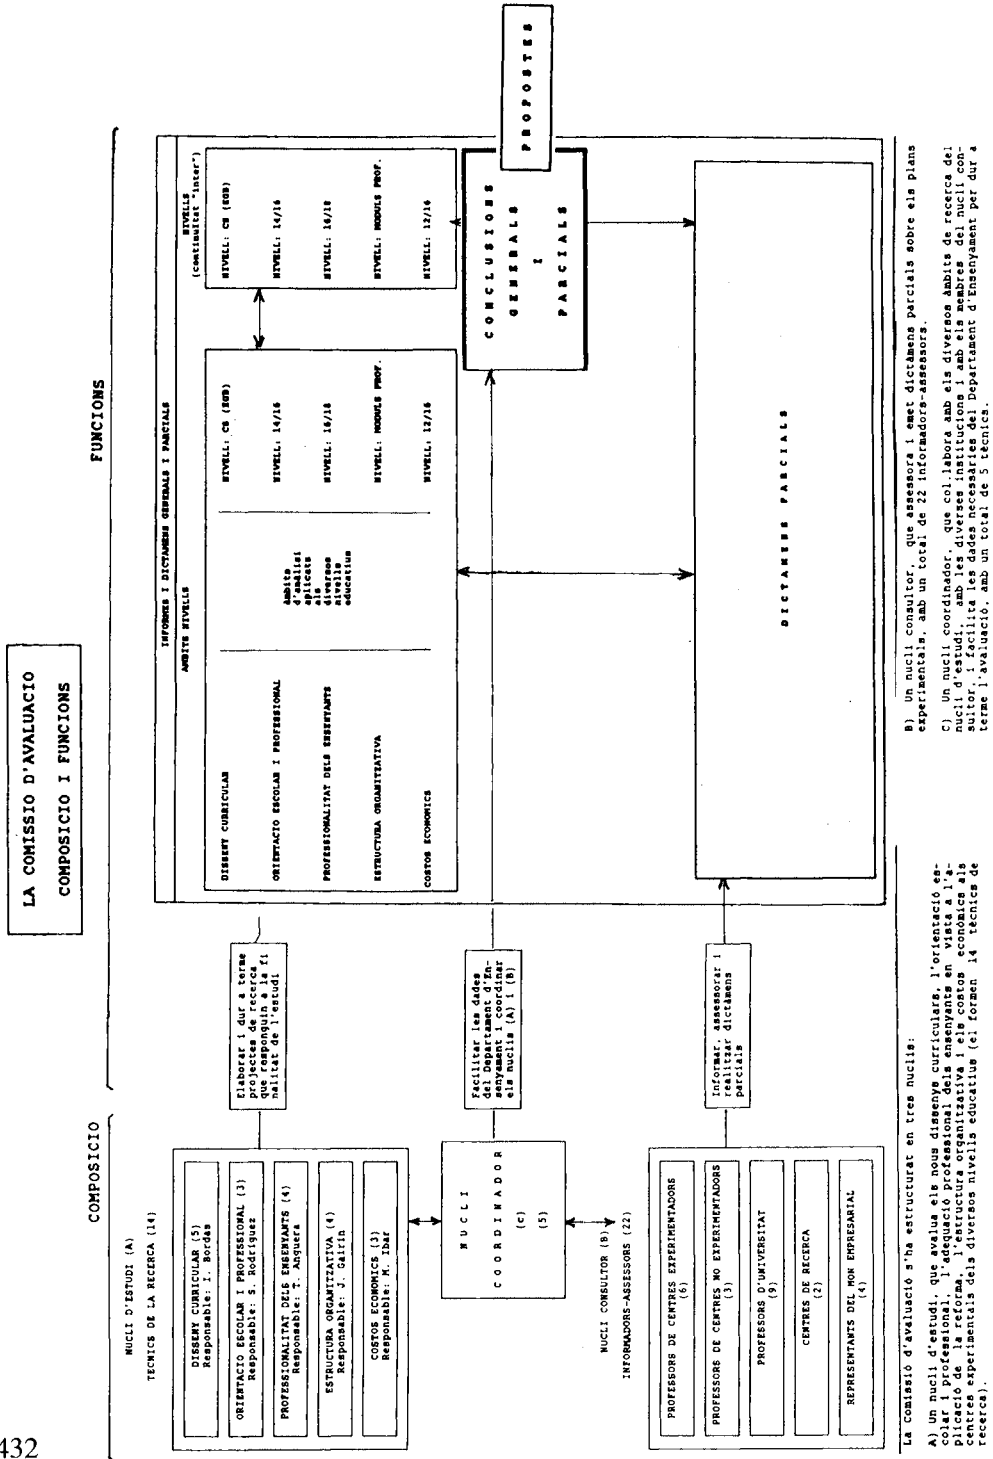 LA COMISSIO D'AVALUACIO
COMPOSICIO I FUNCIONS
COMPOSICIO
FUNCIONS
NUCLI D'ESTUDI (A)
TECNICS DE LA RECERCA (14)
DISSENY CURRICULAR (5)
Responsable: I. Bordas
ORIENTACIO ESCOLAR I PROFESSIONAL (3)
Responsable: S. Rodríguez
PROFESSIONALITAT DELS ENSENYANTS (4)
Responsable: T. Anguera
ESTRUCTURA ORGANITZATIVA (4)
Responsable: J. Gairín
COSTOS ECONOMICS (3)
Responsable: M. Ibar
NUCLI
COORDINADOR
(c)
(5)
NUCLI CONSULTOR (B)
INFORMADORS-ASSESSORS (22)
PROFESSORS DE CENTRES EXPERIMENTADORS
(6)
PROFESSORS DE CENTRES NO EXPERIMENTADORS
(3)
PROFESSORS D'UNIVERSITAT
(9)
CENTRES DE RECERCA
(2)
REPRESENTANTS DEL MON EMPRESARIAL
(4)
Elaborar i dur a terme
projectes de recerca
que responguin a la fi
nalitat de l'estudi
Facilitar les dades
del Departament d'En-
senyament i coordinar
els nuclis (A) i (B)
Informar, assessorar i
realitzar dictàmens
parcials
INFORMES I DICTAMENS GENERALS I PARCIALS
AMBITS NIVELLS
DISSENY CURRICULAR
ORIENTACIO ESCOLAR I PROFESSIONAL
PROFESSIONALITAT DELS ENSENYANTS
ESTRUCTURA ORGANITZATIVA
COSTOS ECONOMICS
àmbits
d'anàlisi
aplicats
als
diversos
nivells
educatius
NIVELL: CS (EGB)
NIVELL: 14/16
NIVELL: 16/18
NIVELL: MODULS PROF.
NIVELL: 12/16
NIVELLS
(continuitat "inter")
NIVELL: CS (EGB)
NIVELL: 14/16
NIVELL: 16/18
NIVELL: MODULS PROF.
NIVELL: 12/16
CONCLUSIONS
GENERALS
I
PARCIALS
PROPOSTES
DICTAMENS PARCIALS
La Comissió d'avaluació s'ha estructurat en tres nuclis:
A) Un nucli d'estudi, que avalua els nous dissenys curriculars, l'orientació es-
colar i professional, l'adequació professional dels ensenyants en vista a l'a-
plicació de la reforma, l'estructura organitzativa i els costos econòmics als
centres experimentals dels diversos nivells educatius (el formen 14 tècnics de
recerca).
B) Un nucli consultor, que assessora i emet dictàmens parcials sobre els plans
experimentals, amb un total de 22 informadors-assessors.
C) Un nucli coordinador, que col.labora amb els diversos àmbits de recerca del
nucli d'estudi, amb les diverses institucions i amb els membres del nucli con-
sultor, i facilita les dades necessàries del Departament d'Ensenyament per dur a
terme l'avaluació, amb un total de 5 tècnics.
432